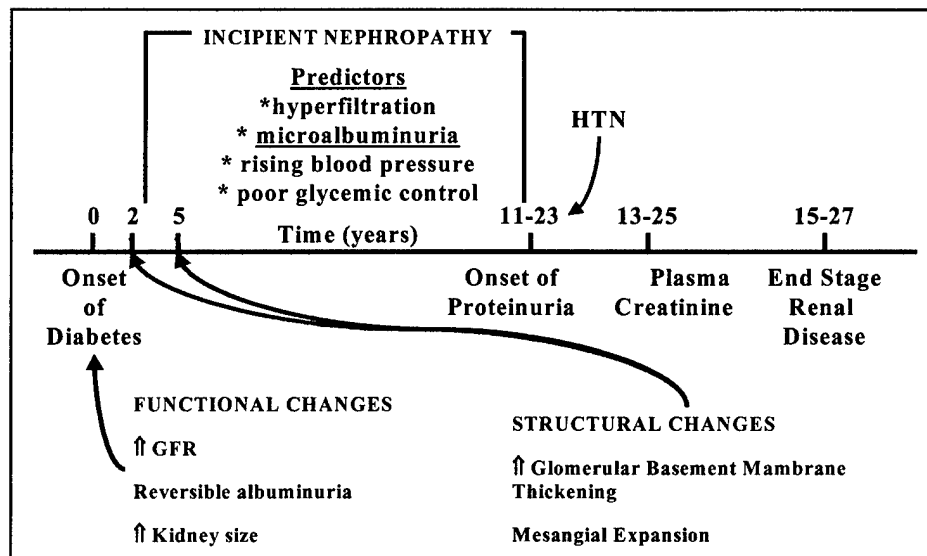 INCIPIENT NEPHROPATHY
Predictors
*hyperfiltration
* microalbuminuria
* rising blood pressure
* poor glycemic control
HTN
0 2 5 11-23 13-25 15-27
Time (years)
Onset of Diabetes
Onset of Proteinuria
Plasma Creatinine
End Stage Renal Disease
FUNCTIONAL CHANGES
⇑ GFR
Reversible albuminuria
⇑ Kidney size
STRUCTURAL CHANGES
⇑ Glomerular Basement Mambrane
Thickening
Mesangial Expansion